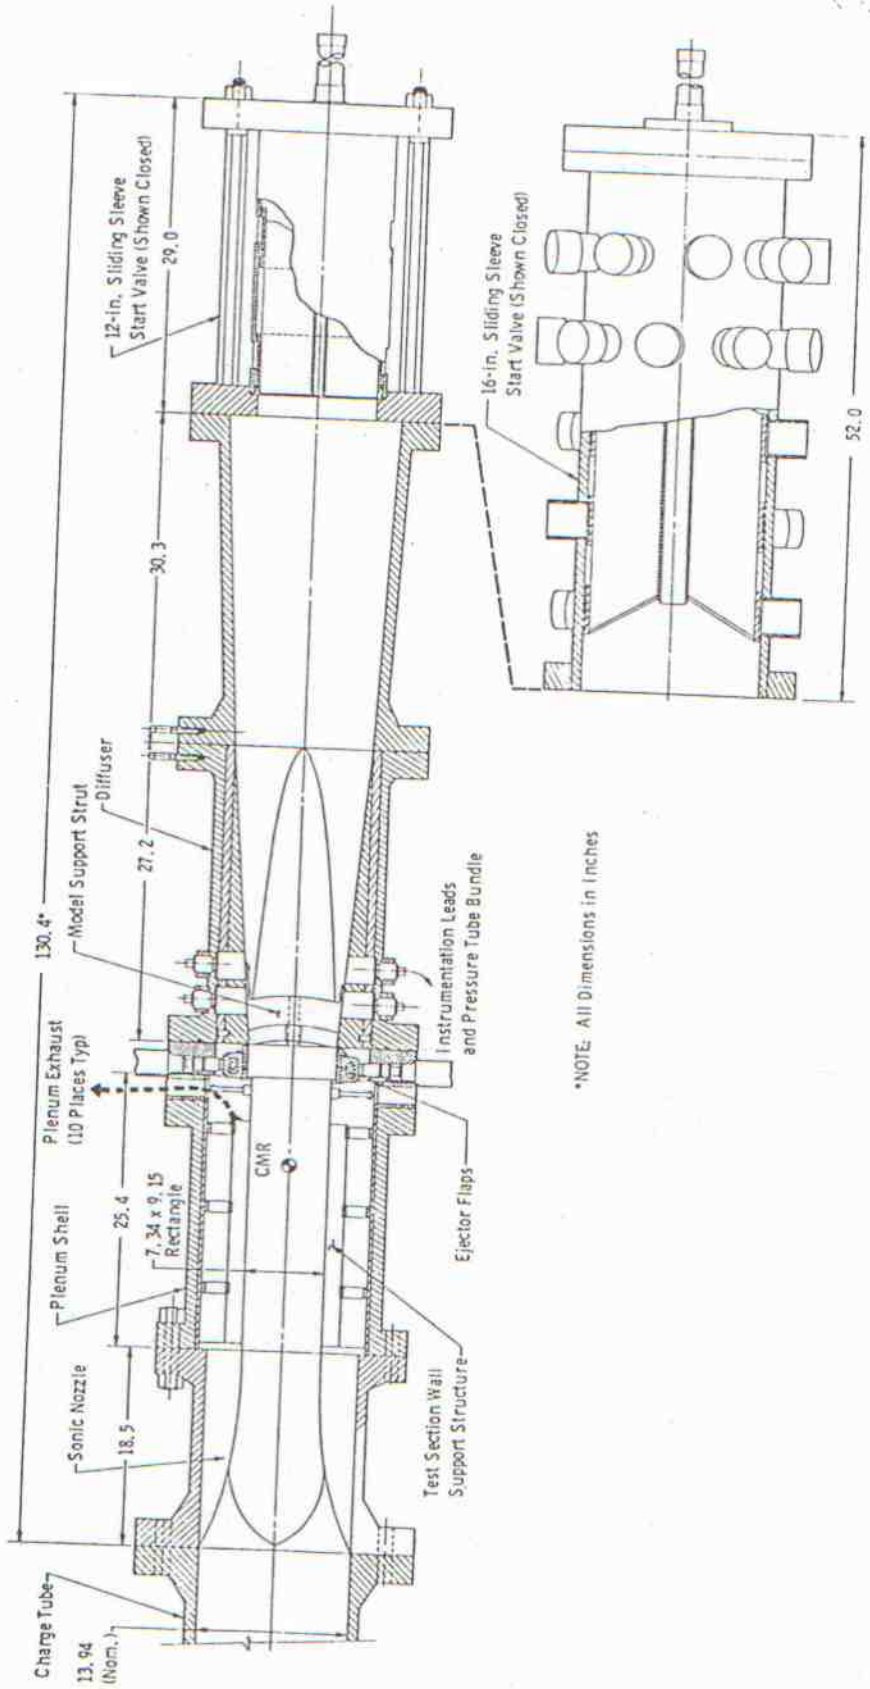 Charge Tube
13.94
(Nom.)
Sonic Nozzle
18.5
Plenum Shell
25.4
7.34 x 9.15
Rectangle
CMR
Test Section Wall
Support Structure
Ejector Flaps
Plenum Exhaust
(10 Places Typ)
130.4*
27.2
Model Support Strut
Diffuser
Instrumentation Leads
and Pressure Tube Bundle
30.3
12-in. Sliding Sleeve
Start Valve (Shown Closed)
29.0
16-in. Sliding Sleeve
Start Valve (Shown Closed)
52.0
*NOTE: All Dimensions in Inches